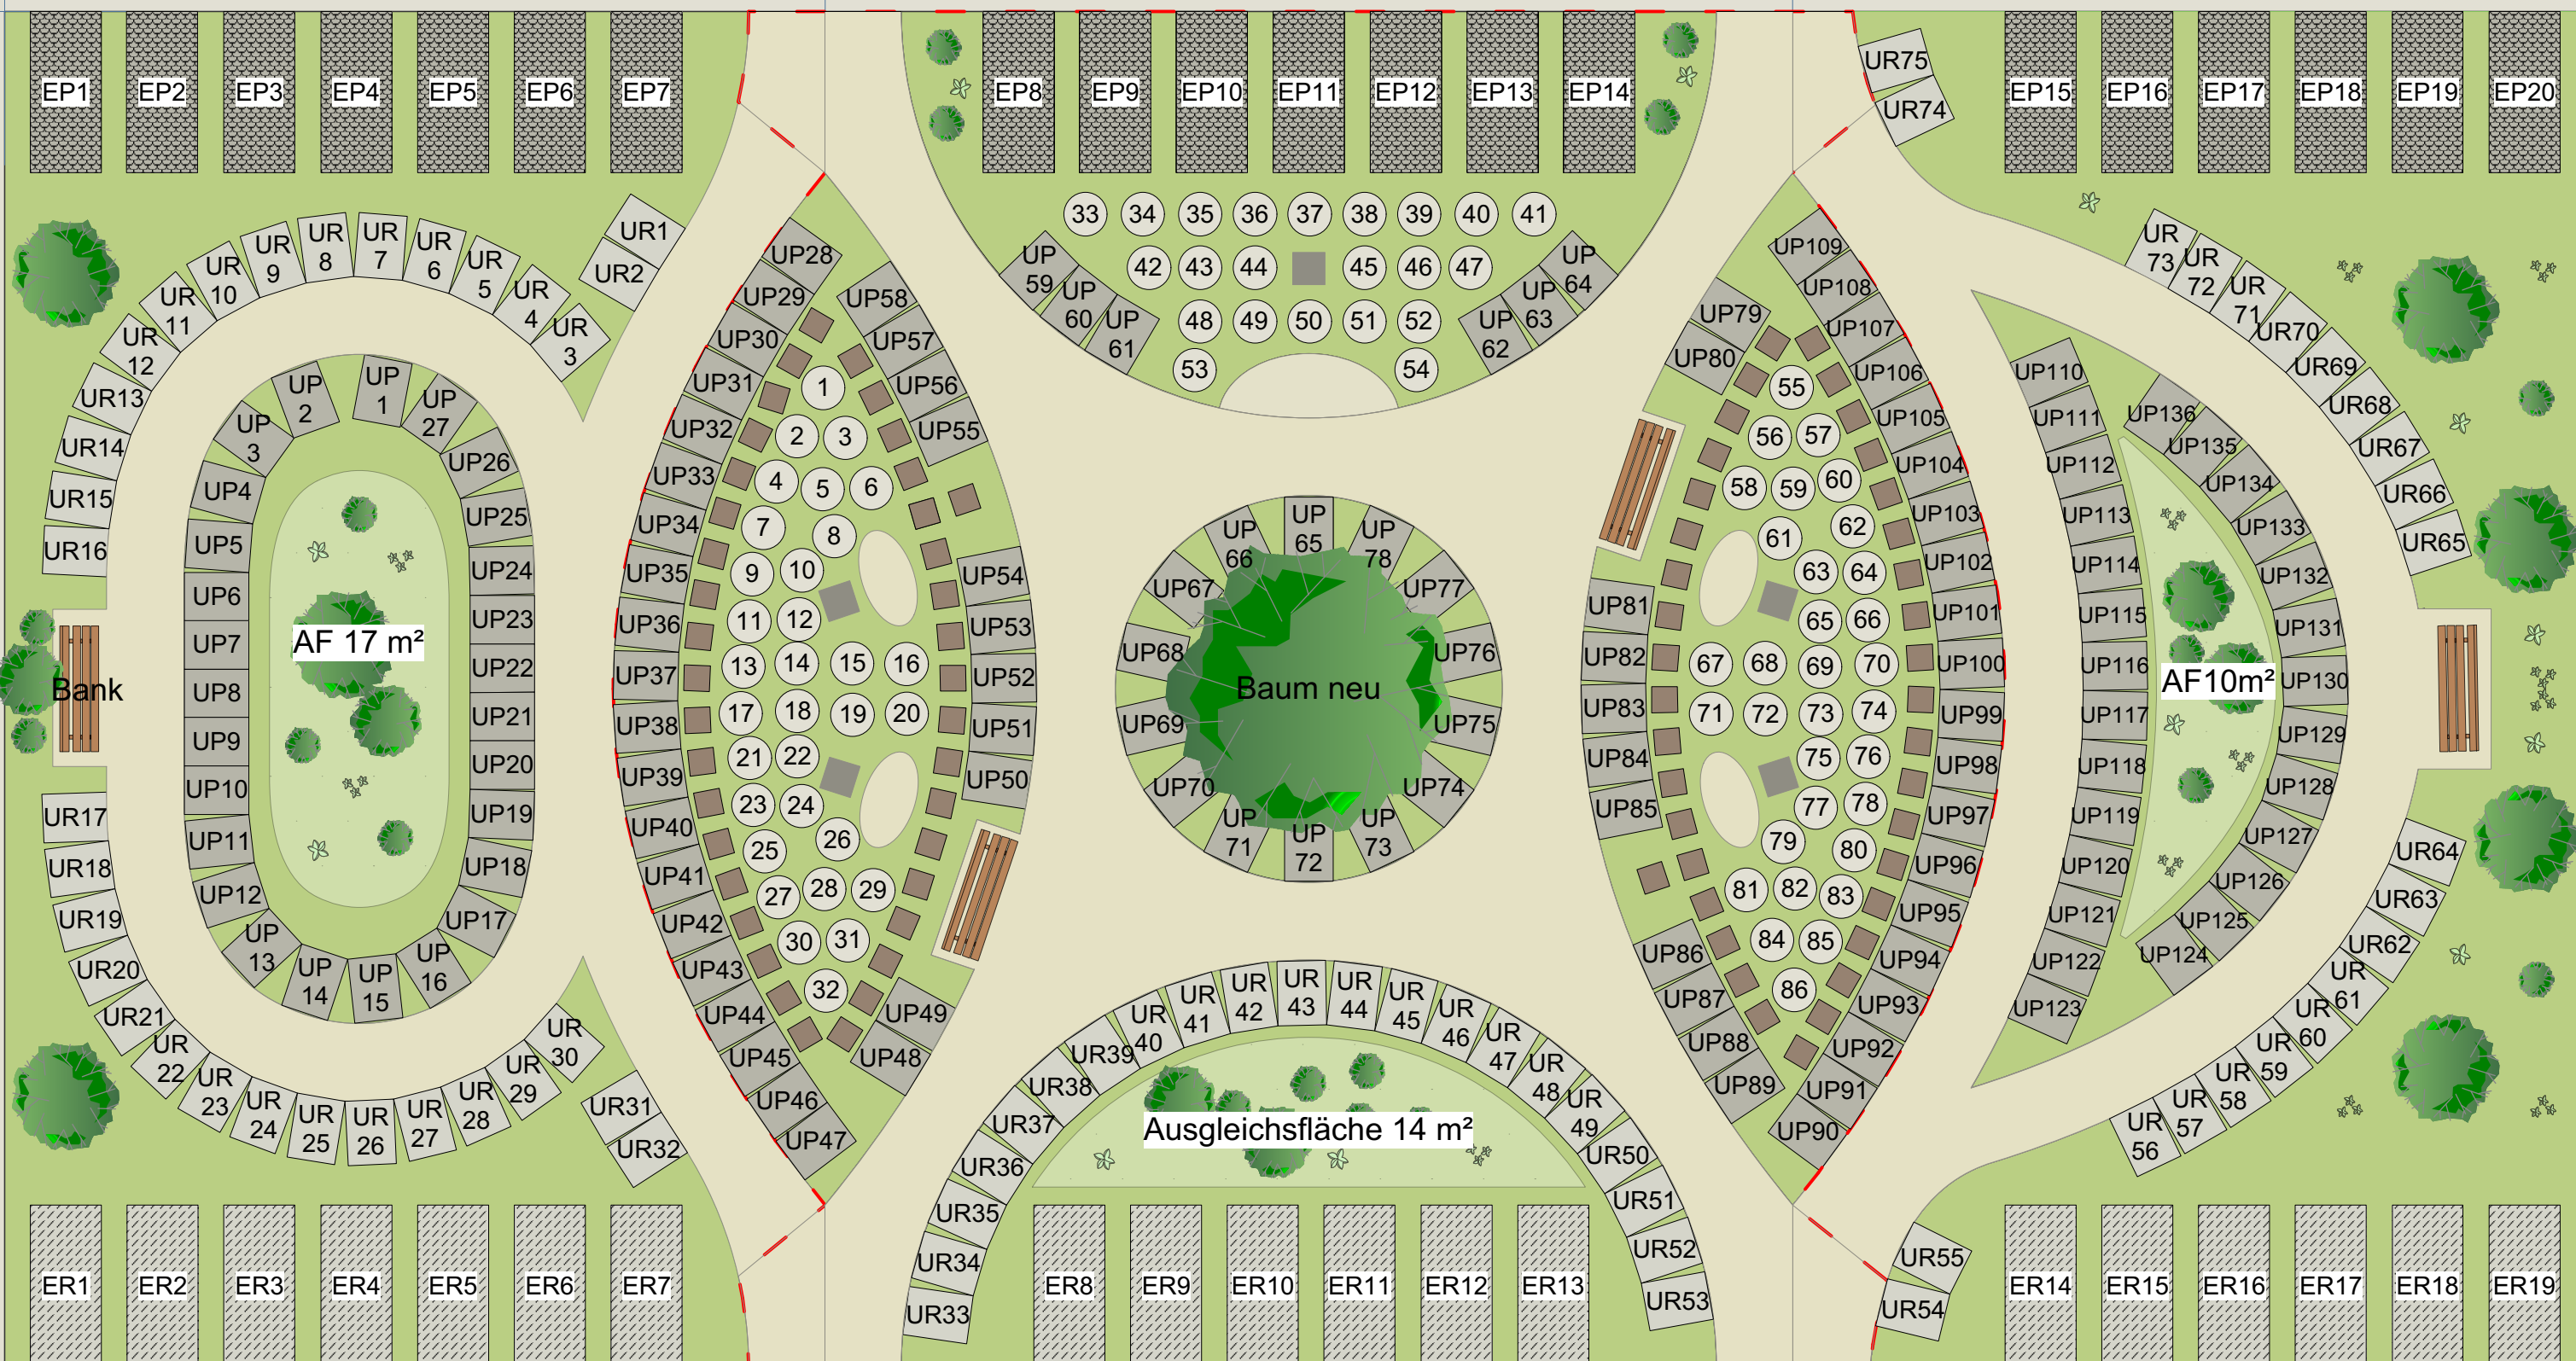 EP1
EP2
EP3
EP4
EP5
EP6
EP7
EP8
EP9
EP10
EP11
EP12
EP13
EP14
EP15
EP16
EP17
EP18
EP19
EP20
UR75
UR74
UR1
UR2
UR
3
UR
4
UR
5
UR
6
UR
7
UR
8
UR
9
UR
10
UR
11
UR
12
UR13
UR14
UR15
UR16
Bank
UR17
UR18
UR19
UR20
UR21
UR
22
UR
23
UR
24
UR
25
UR
26
UR
27
UR
28
UR
29
UR
30
UR31
UR32
UP
1
UP
2
UP
3
UP4
UP5
UP6
UP7
UP8
UP9
UP10
UP11
UP12
UP
13
UP
14
UP
15
UP
16
UP17
UP18
UP19
UP20
UP21
UP22
UP23
UP24
UP25
UP26
UP
27
AF 17 m²
UP28
UP29
UP30
UP31
UP32
UP33
UP34
UP35
UP36
UP37
UP38
UP39
UP40
UP41
UP42
UP43
UP44
UP45
UP46
UP47
UP48
UP49
UP50
UP51
UP52
UP53
UP54
UP55
UP56
UP57
UP58
1
2
3
4
5
6
7
8
9
10
11
12
13
14
15
16
17
18
19
20
21
22
23
24
25
26
27
28
29
30
31
32
33
34
35
36
37
38
39
40
41
42
43
44
45
46
47
48
49
50
51
52
53
54
UP
59
UP
60
UP
61
UP
62
UP
63
UP
64
UP
65
UP
66
UP67
UP68
UP69
UP70
UP
71
UP
72
UP
73
UP74
UP75
UP76
UP77
UP
78
Baum neu
UR33
UR34
UR35
UR36
UR37
UR38
UR39
UR
40
UR
41
UR
42
UR
43
UR
44
UR
45
UR
46
UR
47
UR
48
UR
49
UR50
UR51
UR52
UR53
Ausgleichsfläche 14 m²
UP79
UP80
UP81
UP82
UP83
UP84
UP85
UP86
UP87
UP88
UP89
UP90
UP91
UP92
UP93
UP94
UP95
UP96
UP97
UP98
UP99
UP100
UP101
UP102
UP103
UP104
UP105
UP106
UP107
UP108
UP109
55
56
57
58
59
60
61
62
63
64
65
66
67
68
69
70
71
72
73
74
75
76
77
78
79
80
81
82
83
84
85
86
UP110
UP111
UP112
UP113
UP114
UP115
UP116
UP117
UP118
UP119
UP120
UP121
UP122
UP123
UP124
UP125
UP126
UP127
UP128
UP129
UP130
UP131
UP132
UP133
UP134
UP135
UP136
AF10m²
UR
73
UR
72
UR
71
UR70
UR69
UR68
UR67
UR66
UR65
UR64
UR63
UR62
UR
61
UR
60
UR
59
UR
58
UR
57
UR
56
UR55
UR54
ER1
ER2
ER3
ER4
ER5
ER6
ER7
ER8
ER9
ER10
ER11
ER12
ER13
ER14
ER15
ER16
ER17
ER18
ER19